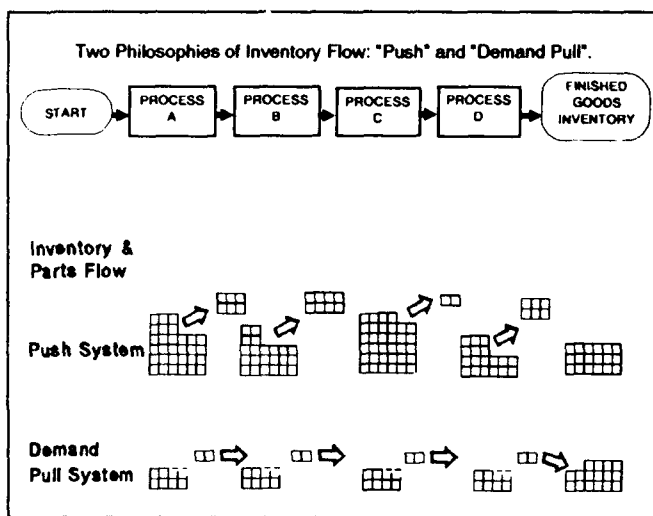 Two Philosophies of Inventory Flow: "Push" and "Demand Pull".
START
PROCESS
A
PROCESS
B
PROCESS
C
PROCESS
D
FINISHED
GOODS
INVENTORY
Inventory &
Parts Flow
Push System
Demand
Pull System